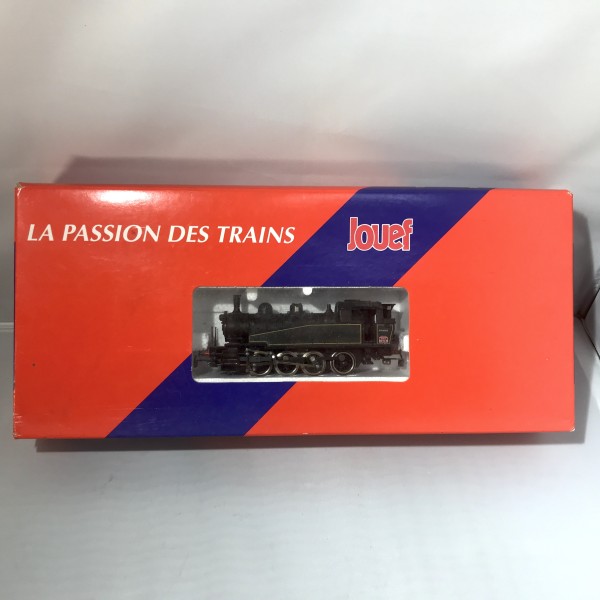 LA PASSION DES TRAINS
Jouef